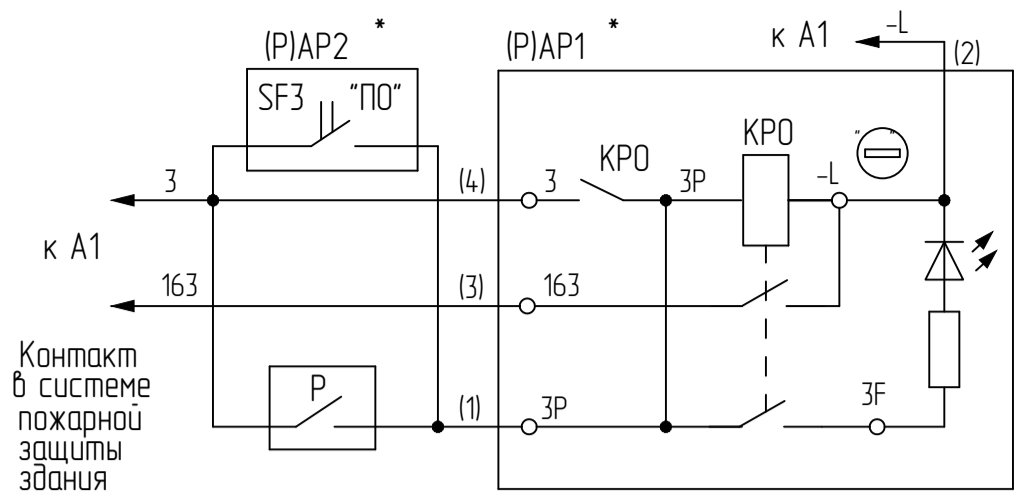 (Р)АР2 *
(Р)АР1 *
к А1
-L
(2)
SF3 "ПО"
КРО
КРО
" "
3
(4)
3
3Р
-L
к А1
163
(3)
163
Контакт
в системе
пожарной
защиты
здания
Р
(1)
3Р
3F